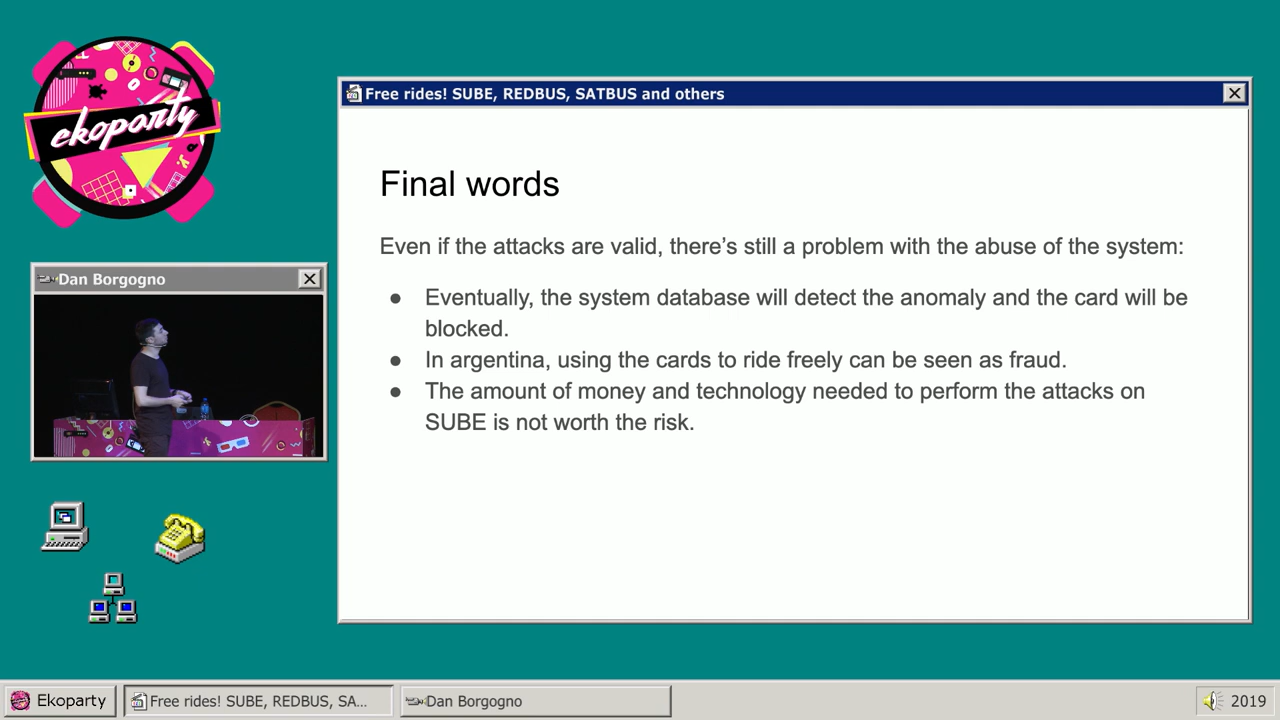 ekoparty
Free rides! SUBE, REDBUS, SATBUS and others
Final words
Even if the attacks are valid, there's still a problem with the abuse of the system:
● Eventually, the system database will detect the anomaly and the card will be
blocked.
● In argentina, using the cards to ride freely can be seen as fraud.
● The amount of money and technology needed to perform the attacks on
SUBE is not worth the risk.
Dan Borgogno
Ekoparty
Free rides! SUBE, REDBUS, SA...
Dan Borgogno
2019